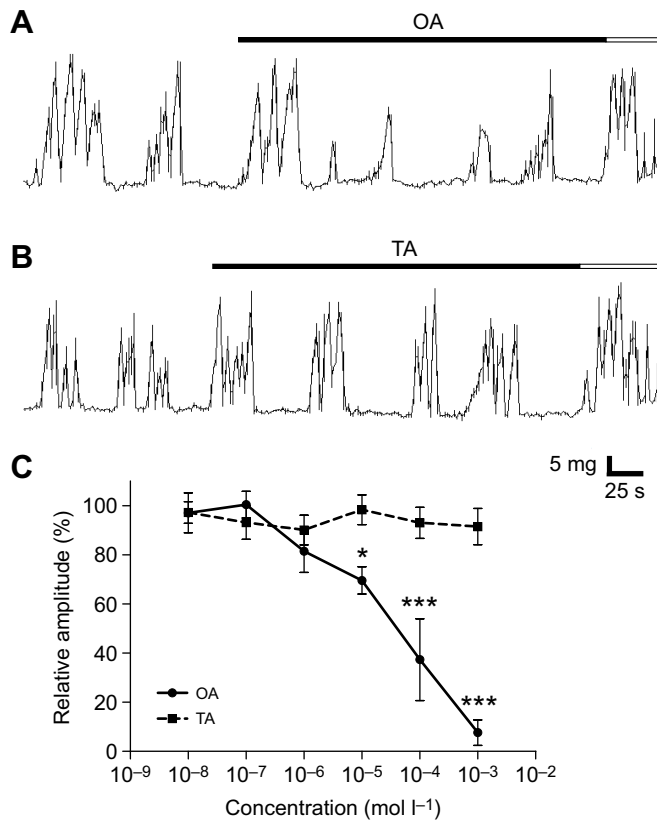 A
OA
B
TA
C
5 mg
25 s
Relative amplitude (%)
100
80
60
40
20
0
*
***
***
OA
TA
10⁻⁹ 10⁻⁸ 10⁻⁷ 10⁻⁶ 10⁻⁵ 10⁻⁴ 10⁻³ 10⁻²
Concentration (mol l⁻¹)